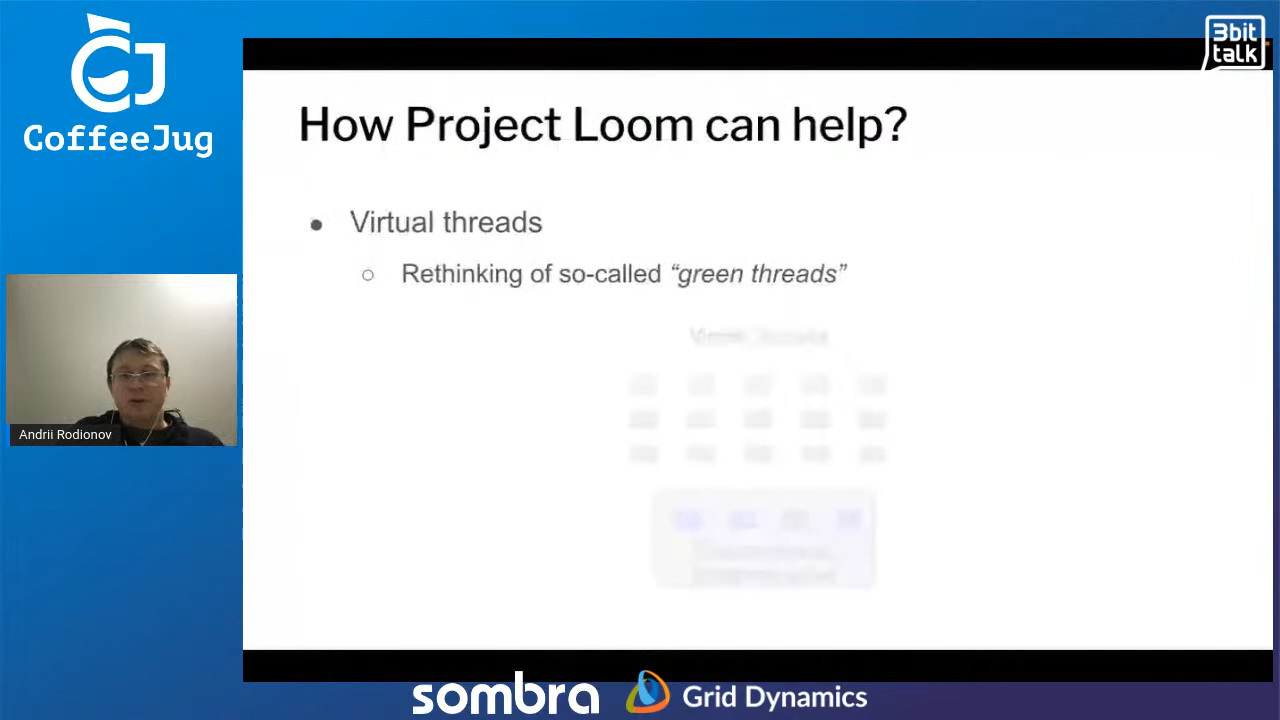 CoffeeJug
3bit
talk
How Project Loom can help?
● Virtual threads
○ Rethinking of so-called “green threads”
Andrii Rodionov
sombra
Grid Dynamics